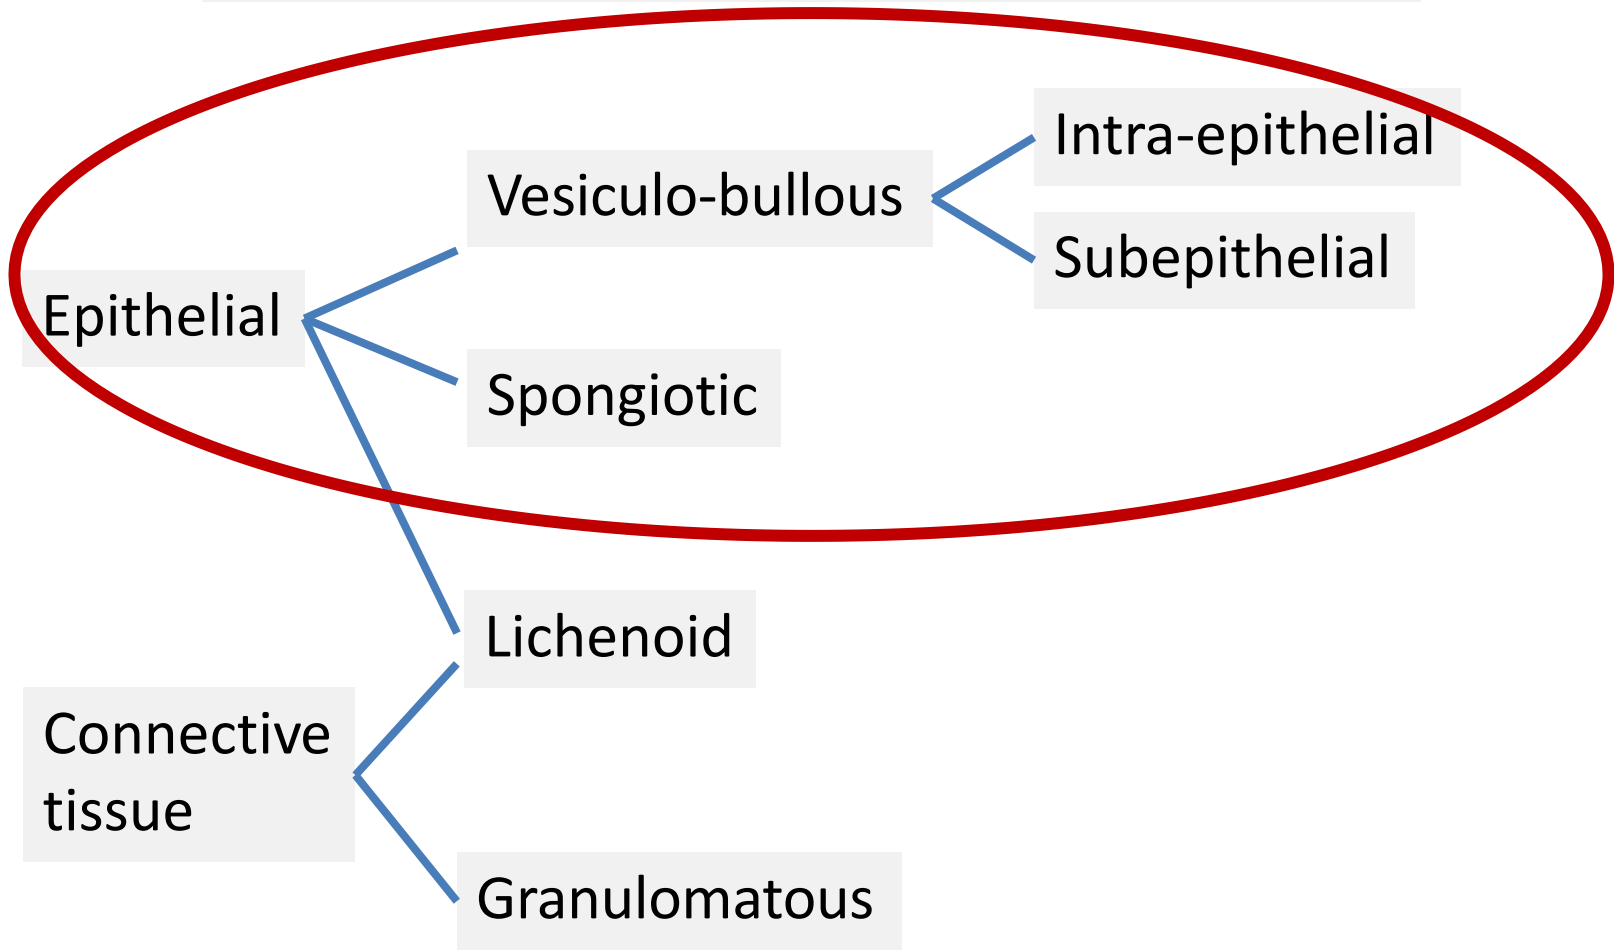 Intra-epithelial
Vesiculo-bullous
Subepithelial
Epithelial
Spongiotic
Lichenoid
Connective
tissue
Granulomatous